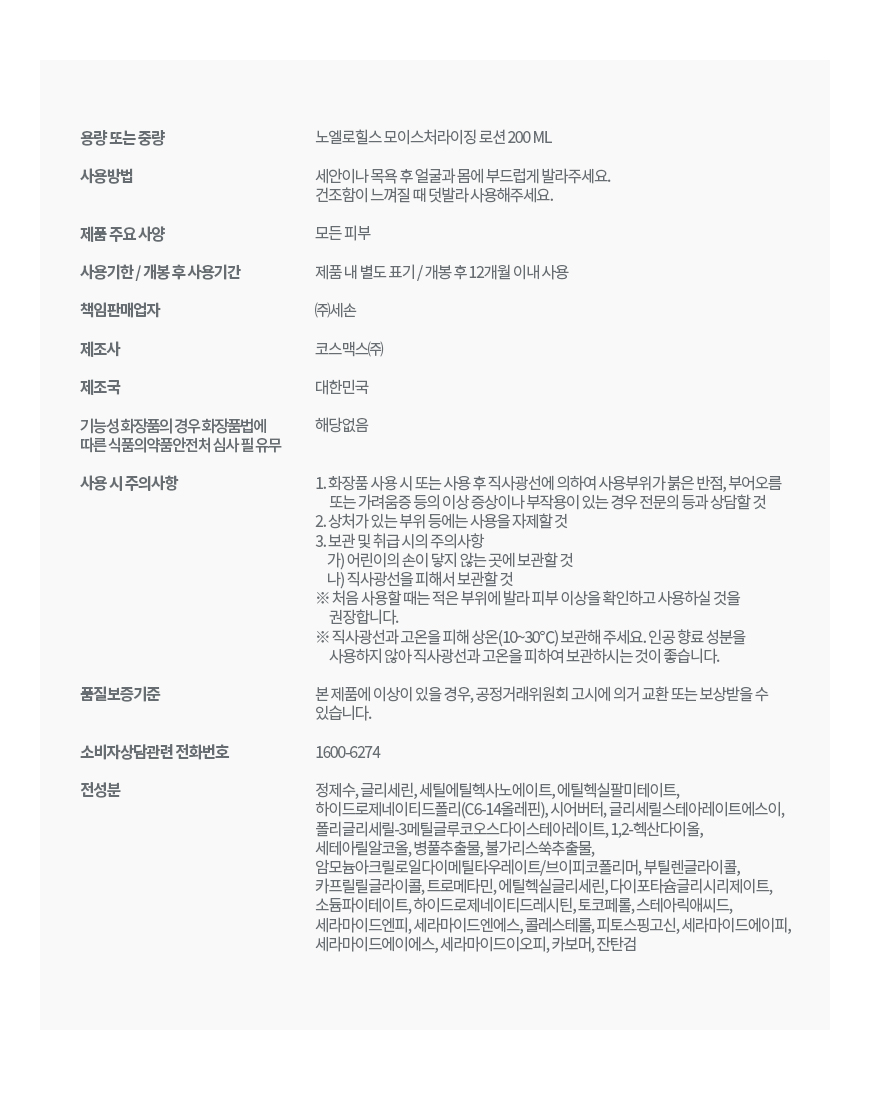 용량 또는 중량
노엘로힐스 모이스처라이징 로션 200 ML
사용방법
세안이나 목욕 후 얼굴과 몸에 부드럽게 발라주세요.
건조함이 느껴질 때 덧발라 사용해주세요.
제품 주요 사양
모든 피부
사용기한 / 개봉 후 사용기간
제품 내 별도 표기 / 개봉 후 12개월 이내 사용
책임판매업자
㈜세손
제조사
코스맥스㈜
제조국
대한민국
기능성 화장품의 경우 화장품법에
따른 식품의약품안전처 심사 필 유무
해당없음
사용 시 주의사항
1. 화장품 사용 시 또는 사용 후 직사광선에 의하여 사용부위가 붉은 반점, 부어오름
또는 가려움증 등의 이상 증상이나 부작용이 있는 경우 전문의 등과 상담할 것
2. 상처가 있는 부위 등에는 사용을 자제할 것
3. 보관 및 취급 시의 주의사항
가) 어린이의 손이 닿지 않는 곳에 보관할 것
나) 직사광선을 피해서 보관할 것
※ 처음 사용할 때는 적은 부위에 발라 피부 이상을 확인하고 사용하실 것을
권장합니다.
※ 직사광선과 고온을 피해 상온(10~30℃) 보관해 주세요. 인공 향료 성분을
사용하지 않아 직사광선과 고온을 피하여 보관하시는 것이 좋습니다.
품질보증기준
본 제품에 이상이 있을 경우, 공정거래위원회 고시에 의거 교환 또는 보상받을 수
있습니다.
소비자상담관련 전화번호
1600-6274
전성분
정제수, 글리세린, 세틸에틸헥사노에이트, 에틸헥실팔미테이트,
하이드로제네이티드폴리(C6-14올레핀), 시어버터, 글리세릴스테아레이트에스이,
폴리글리세릴-3메틸글루코오스다이스테아레이트, 1,2-헥산다이올,
세테아릴알코올, 병풀추출물, 불가리스쑥추출물,
암모늄아크릴로일다이메틸타우레이트/브이피코폴리머, 부틸렌글라이콜,
카프릴릴글라이콜, 트로메타민, 에틸헥실글리세린, 다이포타슘글리시리제이트,
소듐파이테이트, 하이드로제네이티드레시틴, 토코페롤, 스테아릭애씨드,
세라마이드엔피, 세라마이드엔에스, 콜레스테롤, 피토스핑고신, 세라마이드에이피,
세라마이드에이에스, 세라마이드이오피, 카보머, 잔탄검